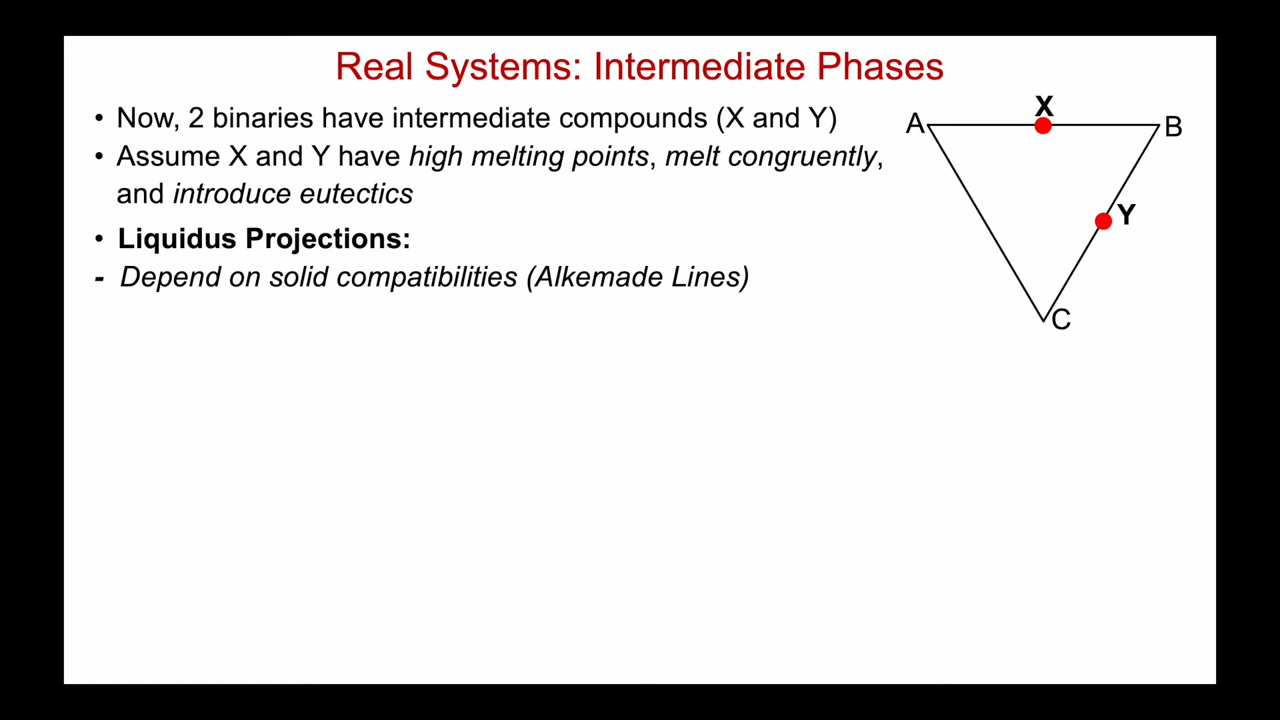 Real Systems: Intermediate Phases
• Now, 2 binaries have intermediate compounds (X and Y)
• Assume X and Y have high melting points, melt congruently,
and introduce eutectics
• Liquidus Projections:
- Depend on solid compatibilities (Alkemade Lines)
X
A
B
Y
C